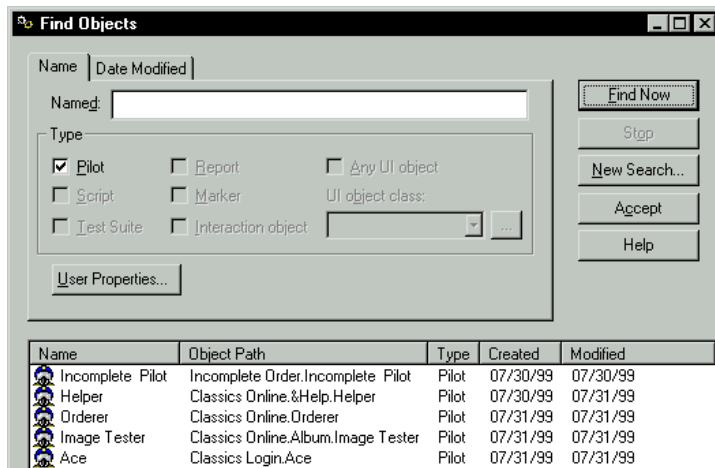 Find Objects
Name Date Modified
Named:
Find Now
Type
Stop
Pilot Report Any UI object
New Search...
Script Marker UI object class:
Accept
Test Suite Interaction object ...
Help
User Properties...
Name Object Path Type Created Modified
Incomplete Pilot Incomplete Order.Incomplete Pilot Pilot 07/30/99 07/30/99
Helper Classics Online.&Help.Helper Pilot 07/30/99 07/31/99
Orderer Classics Online.Orderer Pilot 07/31/99 07/31/99
Image Tester Classics Online.Album.Image Tester Pilot 07/31/99 07/31/99
Ace Classics Login.Ace Pilot 07/31/99 07/31/99